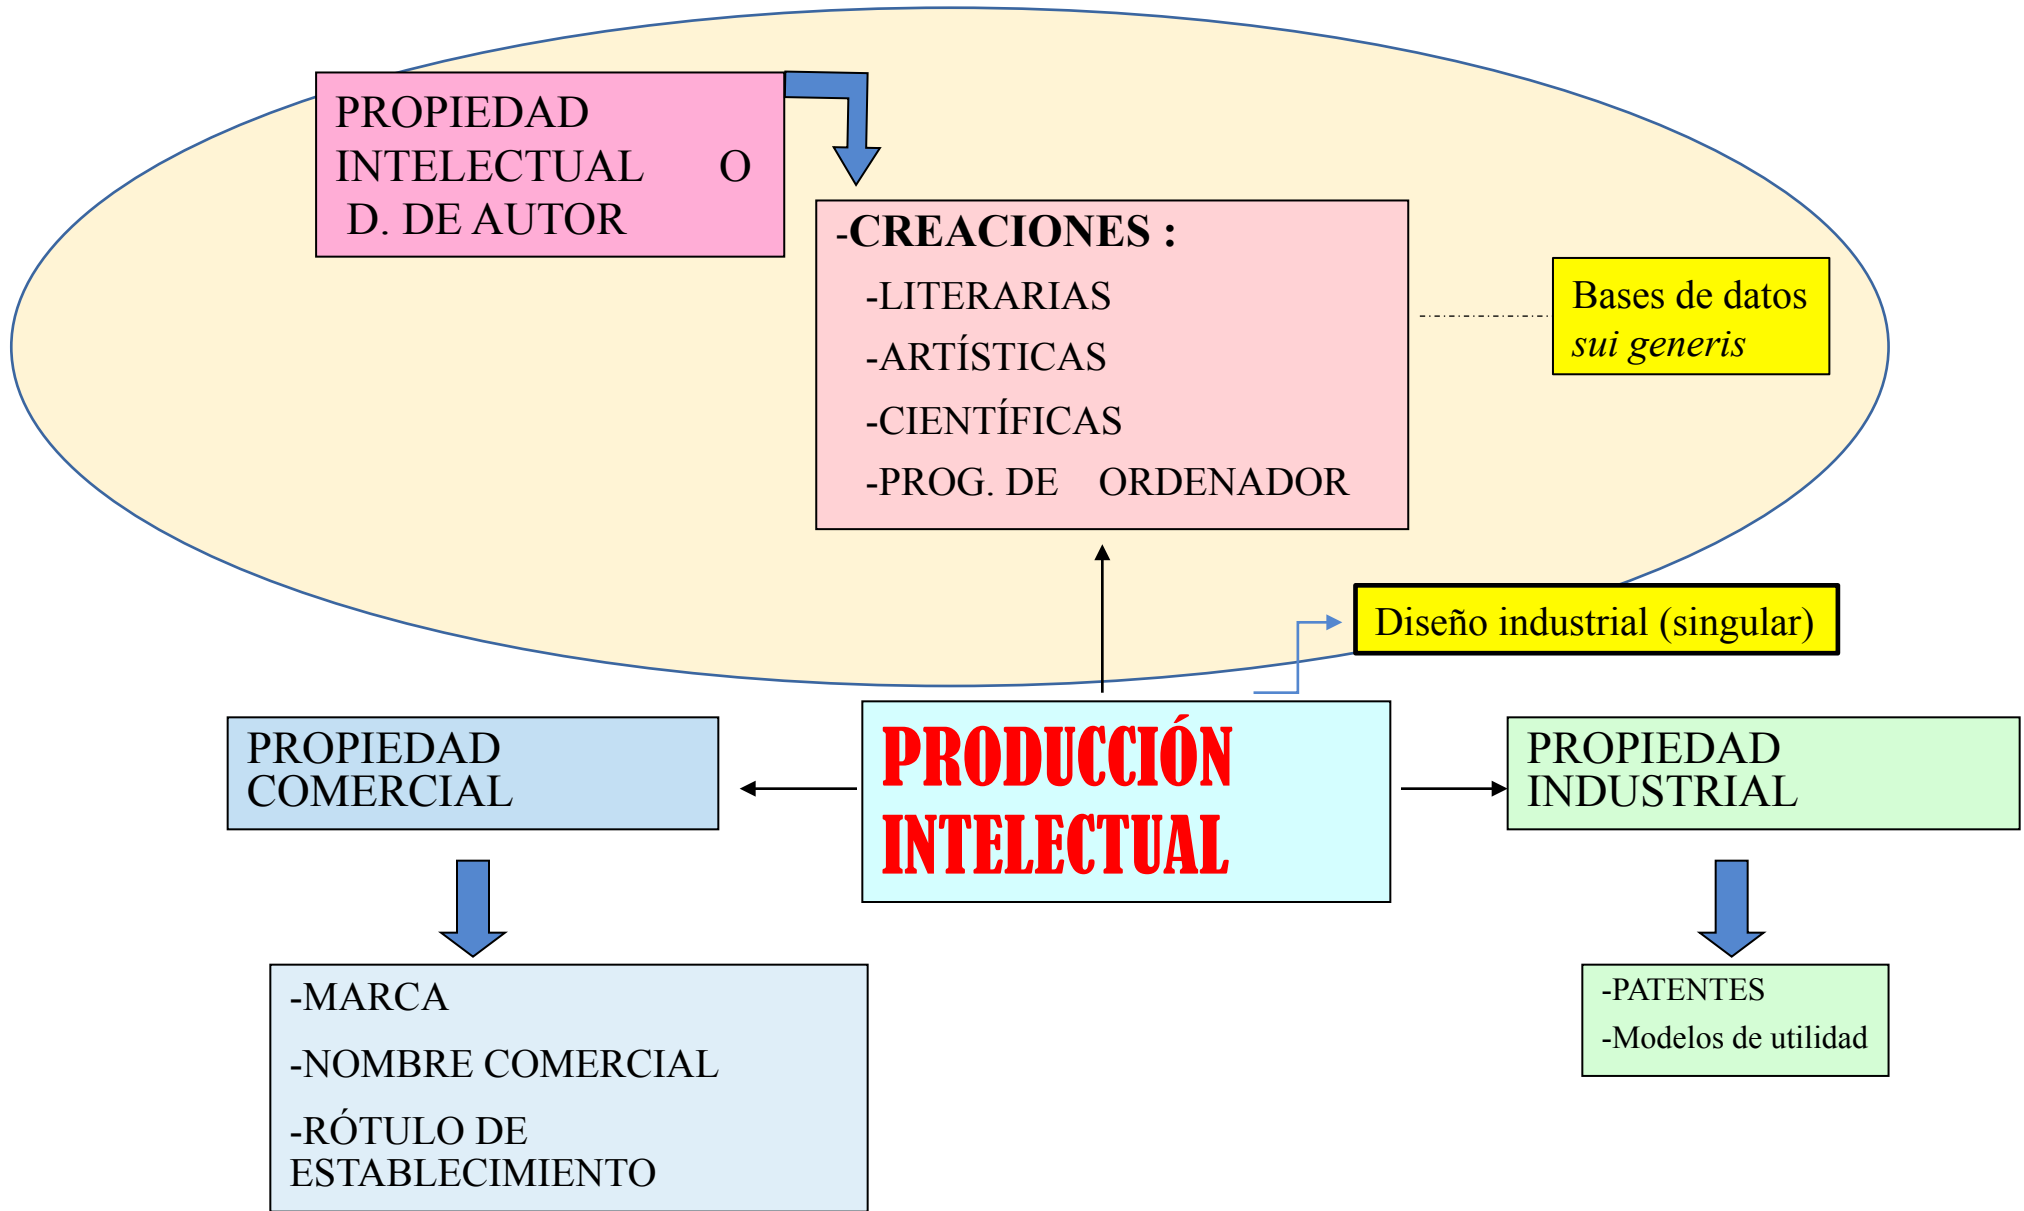 PROPIEDAD
INTELECTUAL O
D. DE AUTOR
-CREACIONES :
-LITERARIAS
-ARTÍSTICAS
-CIENTÍFICAS
-PROG. DE ORDENADOR
Bases de datos
sui generis
Diseño industrial (singular)
PROPIEDAD
COMERCIAL
PRODUCCIÓN
INTELECTUAL
PROPIEDAD
INDUSTRIAL
-MARCA
-NOMBRE COMERCIAL
-RÓTULO DE
ESTABLECIMIENTO
-PATENTES
-Modelos de utilidad